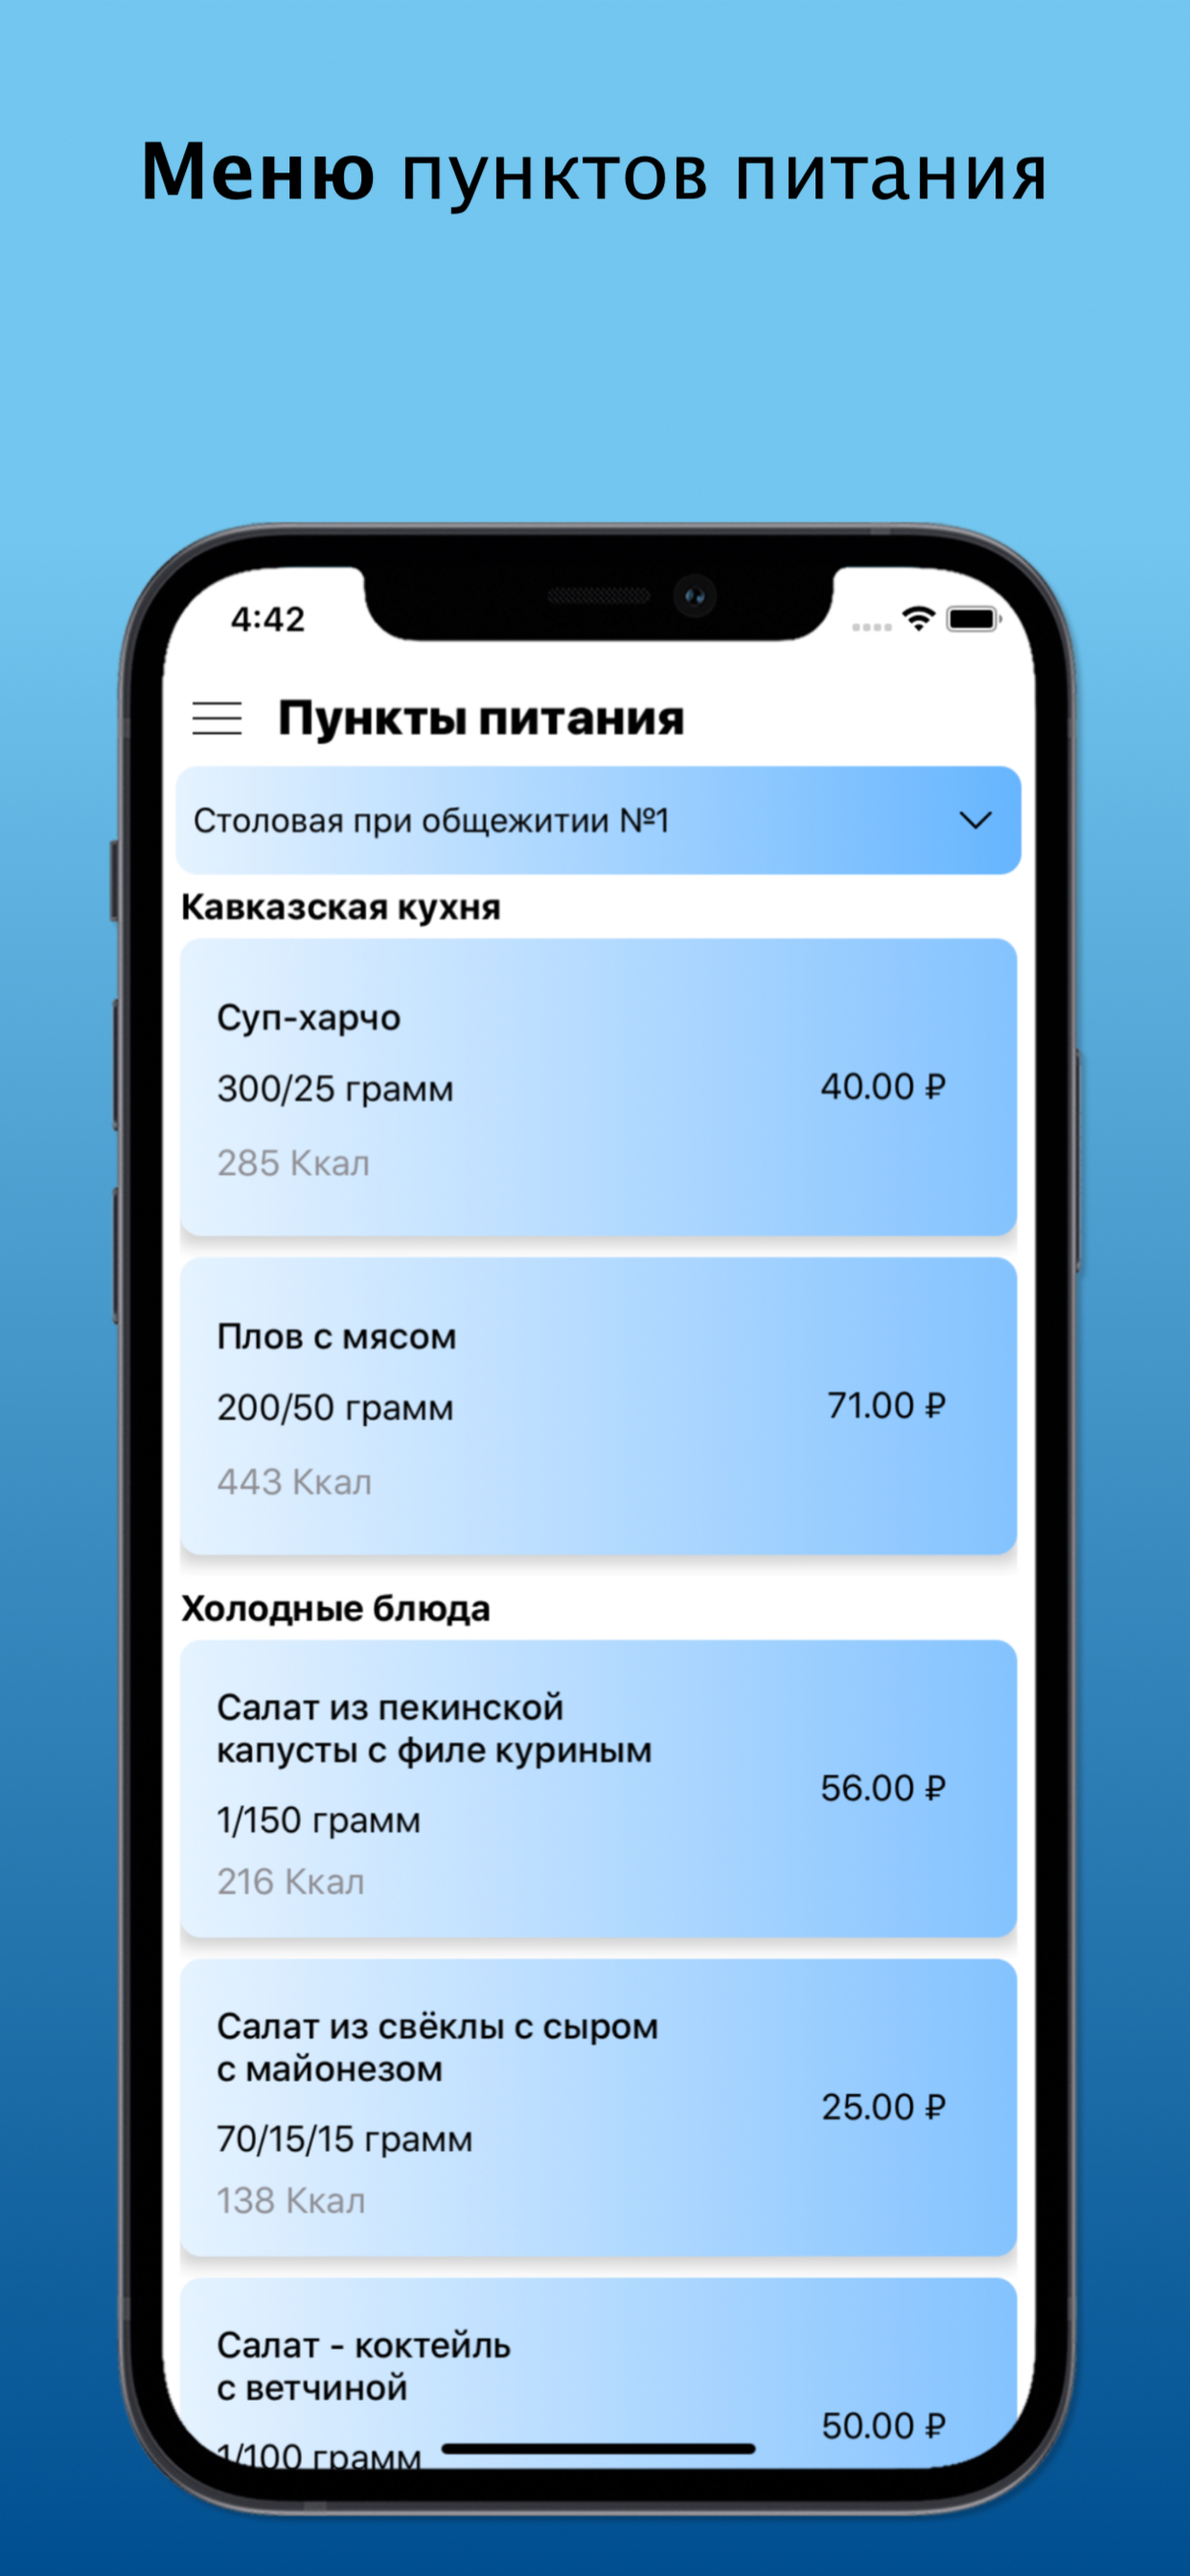 Меню пунктов питания
4:42
Пункты питания
Столовая при общежитии №1
Кавказская кухня
Суп-харчо
300/25 грамм
40.00 ₽
285 Ккал
Плов с мясом
200/50 грамм
71.00 ₽
443 Ккал
Холодные блюда
Салат из пекинской
капусты с филе куриным
56.00 ₽
1/150 грамм
216 Ккал
Салат из свёклы с сыром
с майонезом
25.00 ₽
70/15/15 грамм
138 Ккал
Салат - коктейль
с ветчиной
50.00 ₽
1/100 грамм